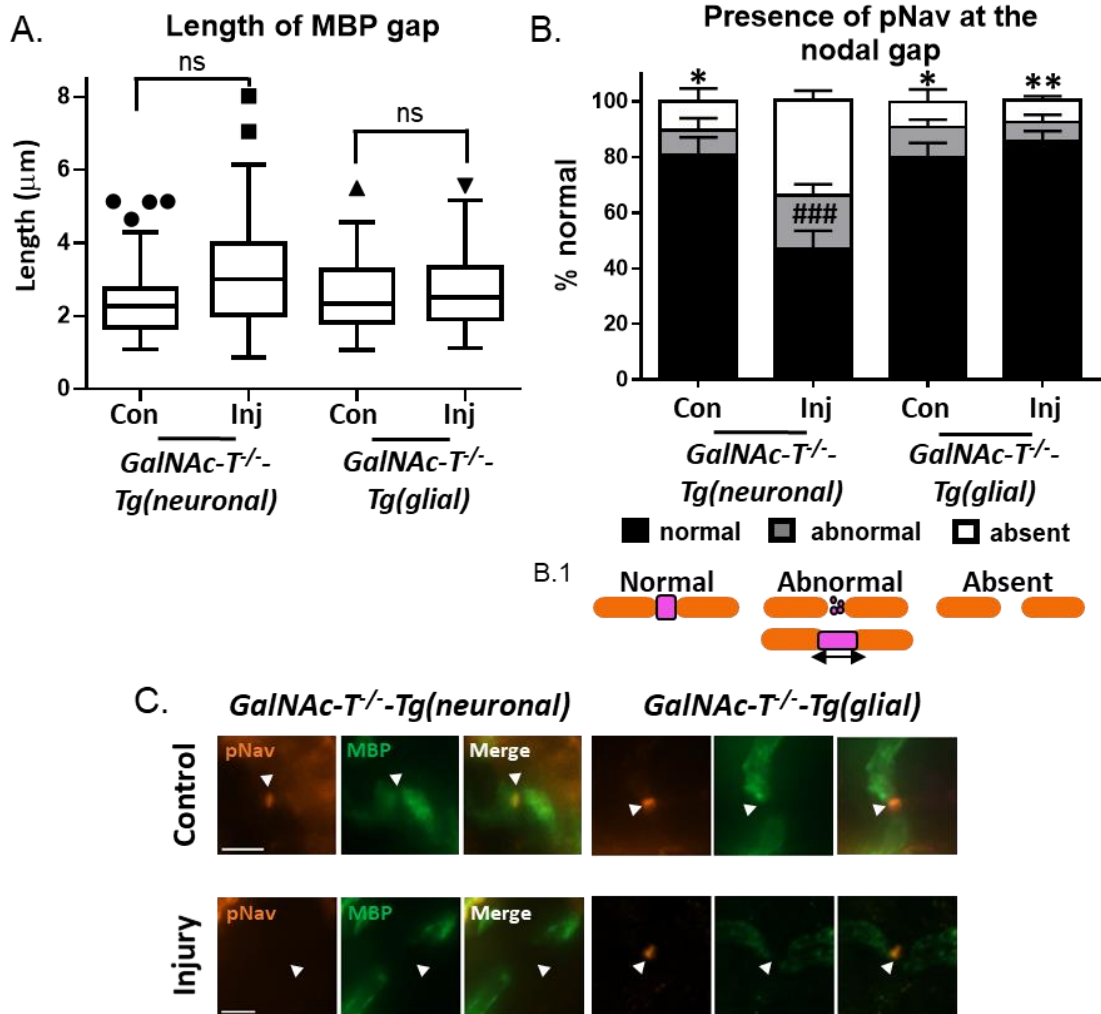 A.
Length of MBP gap
ns
ns
Length (μm)
8
6
4
2
0
Con Inj Con Inj
GalNAc-T-/-- GalNAc-T-/--
Tg(neuronal) Tg(glial)
B.
Presence of pNav at the
nodal gap
* * **
###
% normal
100
80
60
40
20
0
Con Inj Con Inj
GalNAc-T-/-- GalNAc-T-/--
Tg(neuronal) Tg(glial)
normal abnormal absent
B.1
Normal Abnormal Absent
C.
GalNAc-T-/--Tg(neuronal) GalNAc-T-/--Tg(glial)
Control
pNav MBP Merge
Injury
pNav MBP Merge